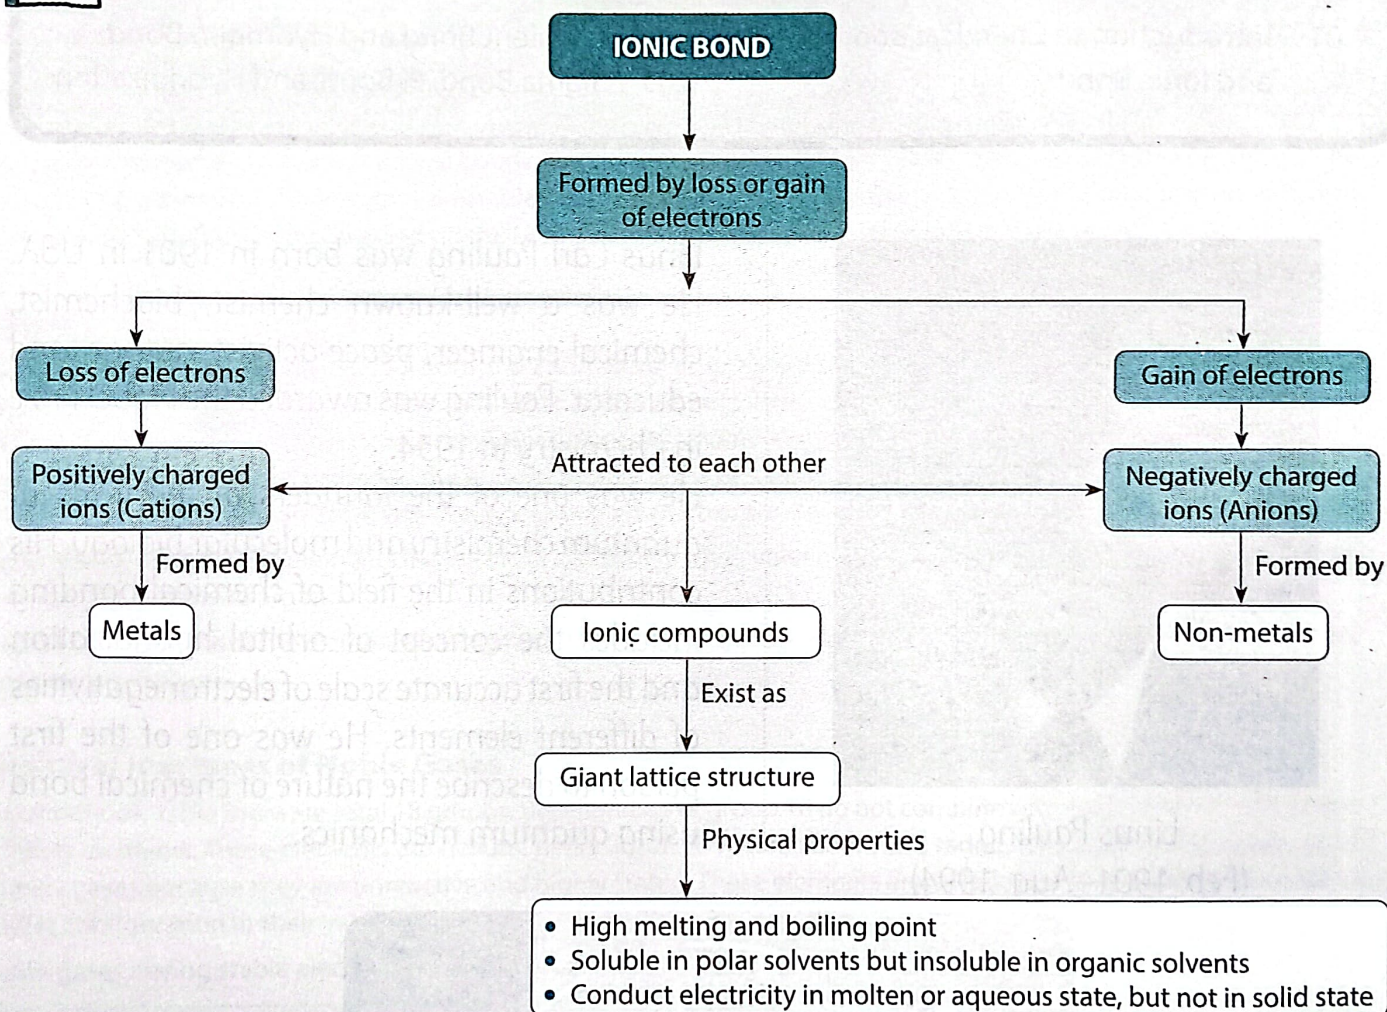 IONIC BOND
Formed by loss or gain
of electrons
Loss of electrons
Gain of electrons
Positively charged
ions (Cations)
Attracted to each other
Negatively charged
ions (Anions)
Formed by
Formed by
Metals
Ionic compounds
Non-metals
Exist as
Giant lattice structure
Physical properties
• High melting and boiling point
• Soluble in polar solvents but insoluble in organic solvents
• Conduct electricity in molten or aqueous state, but not in solid state